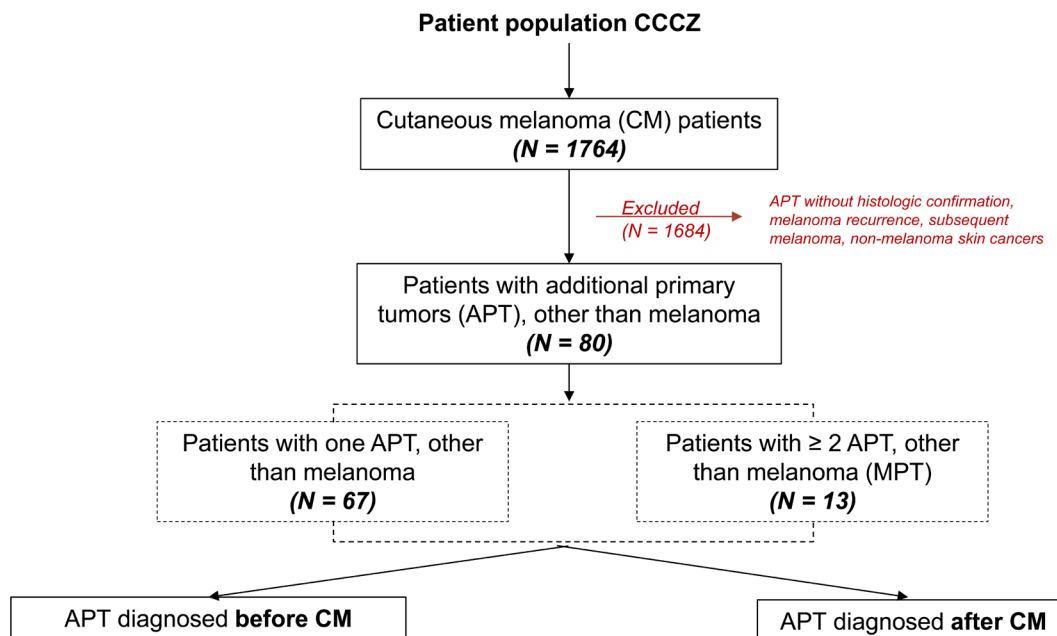 Patient population CCCZ
Cutaneous melanoma (CM) patients
(N = 1764)
Excluded
(N = 1684)
APT without histologic confirmation,
melanoma recurrence, subsequent
melanoma, non-melanoma skin cancers
Patients with additional primary
tumors (APT), other than melanoma
(N = 80)
Patients with one APT, other
than melanoma
(N = 67)
Patients with ≥ 2 APT, other
than melanoma (MPT)
(N = 13)
APT diagnosed before CM
APT diagnosed after CM